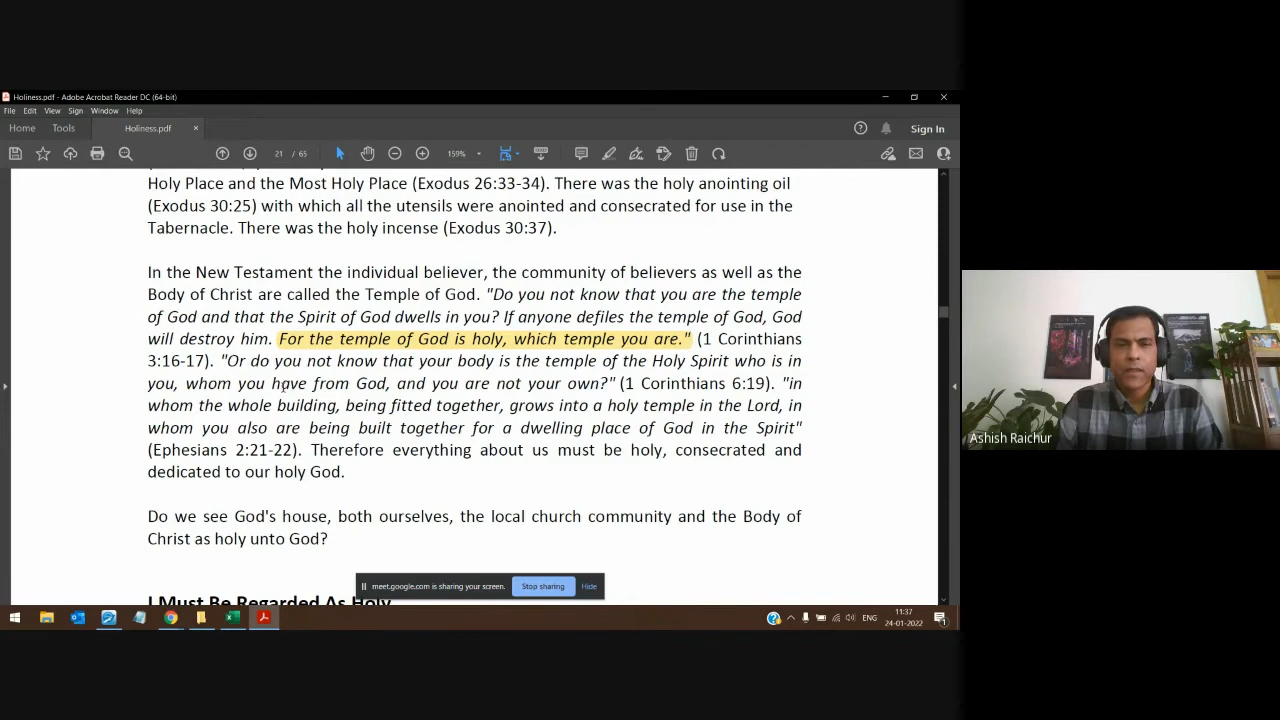 Holiness.pdf - Adobe Acrobat Reader DC (64-bit)
File Edit View Sign Window Help
Home Tools Holiness.pdf × Sign In
21 / 65 159%
Holy Place and the Most Holy Place (Exodus 26:33-34). There was the holy anointing oil
(Exodus 30:25) with which all the utensils were anointed and consecrated for use in the
Tabernacle. There was the holy incense (Exodus 30:37).
In the New Testament the individual believer, the community of believers as well as the
Body of Christ are called the Temple of God. "Do you not know that you are the temple
of God and that the Spirit of God dwells in you? If anyone defiles the temple of God, God
will destroy him. For the temple of God is holy, which temple you are." (1 Corinthians
3:16-17). "Or do you not know that your body is the temple of the Holy Spirit who is in
you, whom you have from God, and you are not your own?" (1 Corinthians 6:19). "in
whom the whole building, being fitted together, grows into a holy temple in the Lord, in
whom you also are being built together for a dwelling place of God in the Spirit"
(Ephesians 2:21-22). Therefore everything about us must be holy, consecrated and
dedicated to our holy God.
Do we see God's house, both ourselves, the local church community and the Body of
Christ as holy unto God?
I Must Be Regarded As Holy
meet.google.com is sharing your screen. Stop sharing Hide
ENG
11:37
24-01-2022
Ashish Raichur